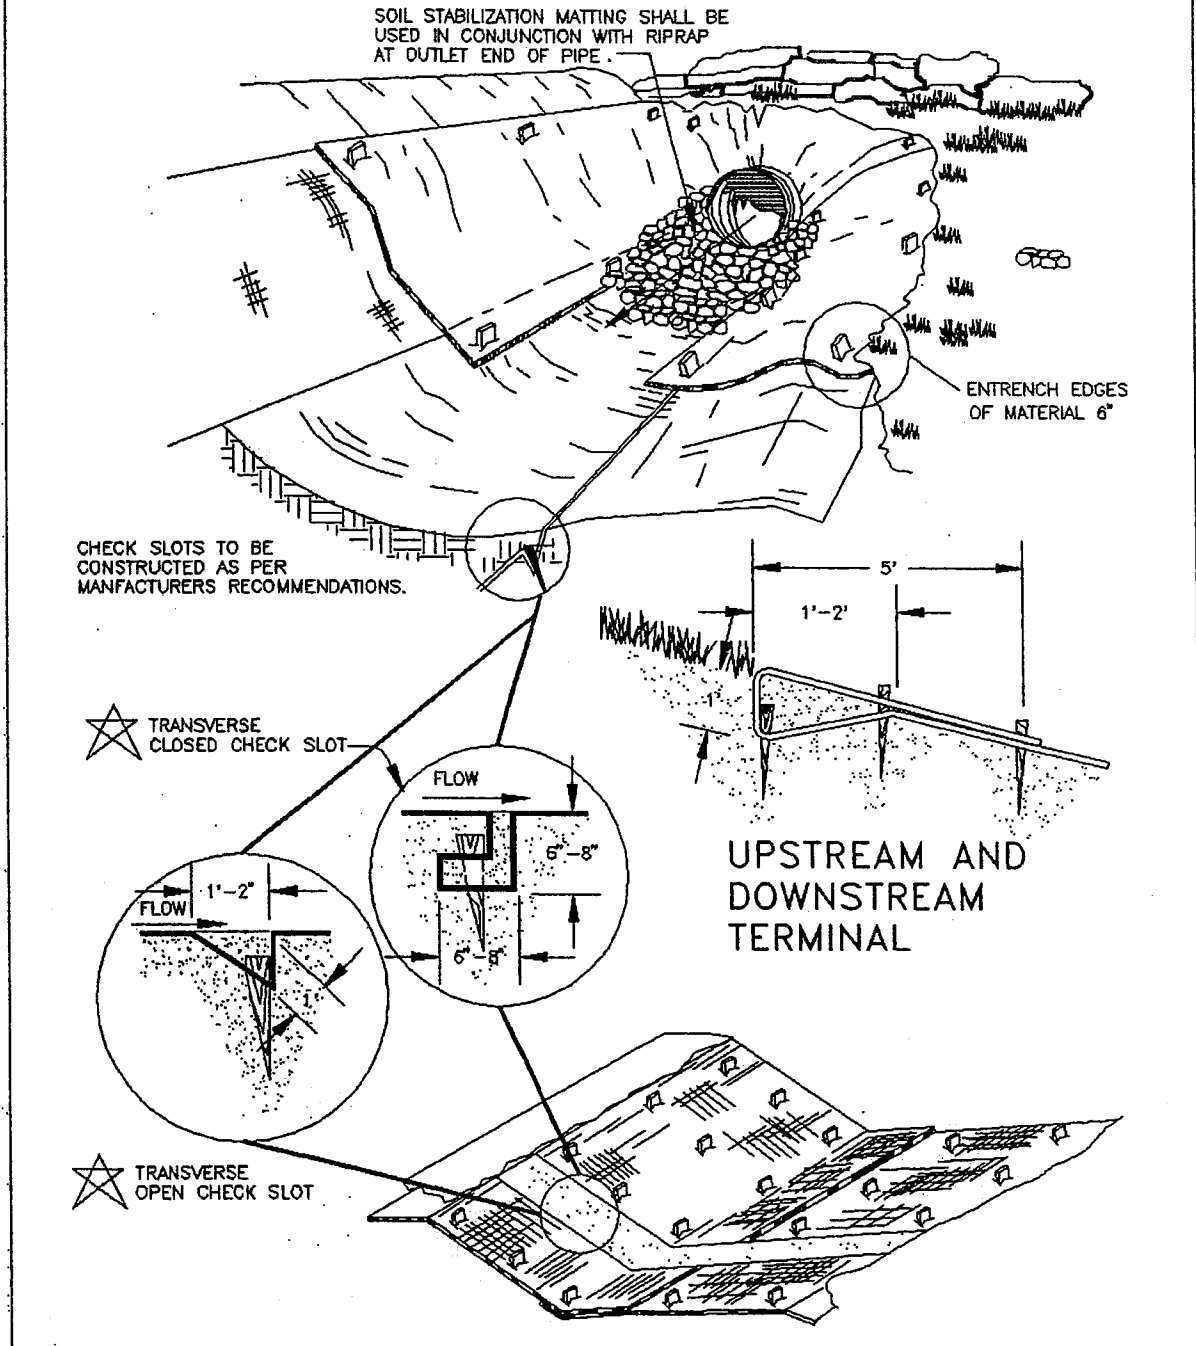 SOIL STABILIZATION MATTING SHALL BE
USED IN CONJUNCTION WITH RIPRAP
AT OUTLET END OF PIPE.
ENTRENCH EDGES
OF MATERIAL 6"
CHECK SLOTS TO BE
CONSTRUCTED AS PER
MANFACTURERS RECOMMENDATIONS.
5'
1'-2'
1'
TRANSVERSE
CLOSED CHECK SLOT
FLOW
6"-8"
6"-8"
UPSTREAM AND
DOWNSTREAM
TERMINAL
1'-2"
FLOW
1'
TRANSVERSE
OPEN CHECK SLOT